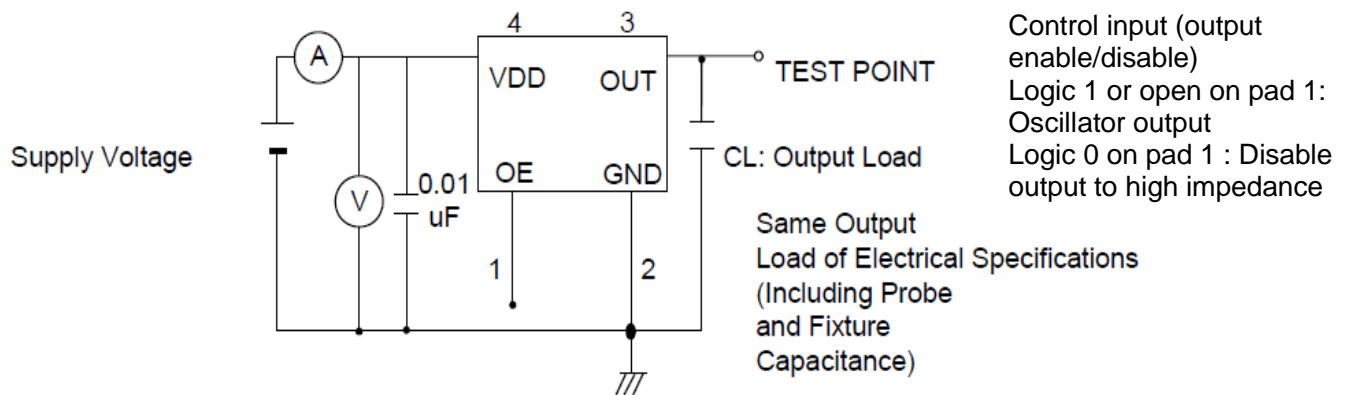 4
3
A
VDD
OUT
TEST POINT
Supply Voltage
V
0.01
uF
OE
GND
CL: Output Load
1
2
Same Output
Load of Electrical Specifications
(Including Probe
and Fixture
Capacitance)
Control input (output
enable/disable)
Logic 1 or open on pad 1:
Oscillator output
Logic 0 on pad 1 : Disable
output to high impedance